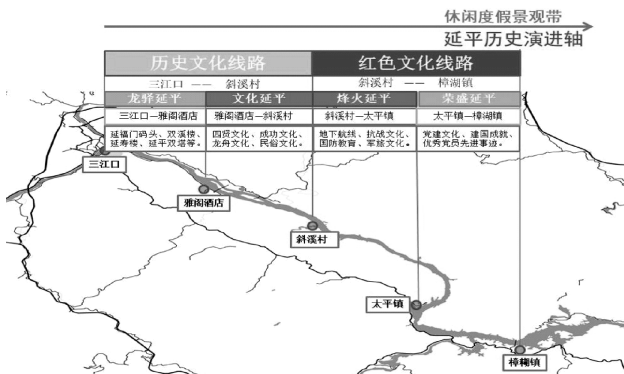 休闲度假景观带
延平历史演进轴
历史文化线路
红色文化线路
三江口 —— 斜溪村
斜溪村 —— 樟湖镇
龙驿延平
文化延平
烽火延平
荣盛延平
三江口—雅阁酒店
雅阁酒店—斜溪村
斜溪村—太平镇
太平镇—樟湖镇
延福门码头、双溪楼、
延寿楼、延平双塔等。
四贤文化、成功文化、
龙舟文化、民俗文化。
地下航线、抗战文化、
国防教育、军旅文化。
党建文化、建国成就、
优秀党员先进事迹。
三江口
雅阁酒店
斜溪村
太平镇
樟糊镇